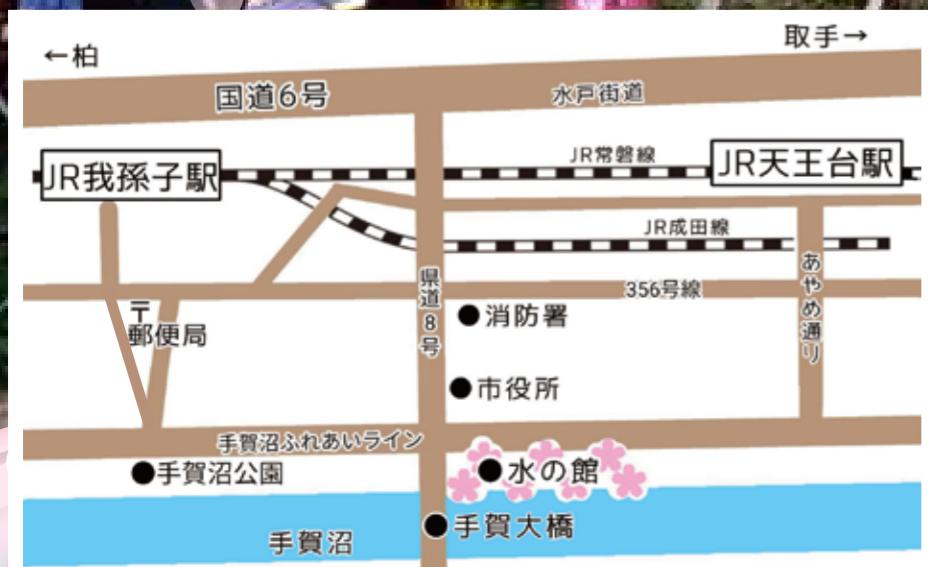 ←柏
取手→
国道6号
水戸街道
JR常磐線
JR我孫子駅
JR天王台駅
JR成田線
あやめ通り
県道8号
356号線
〒
郵便局
●消防署
●市役所
手賀沼ふれあいライン
●手賀沼公園
●水の館
●手賀大橋
手賀沼